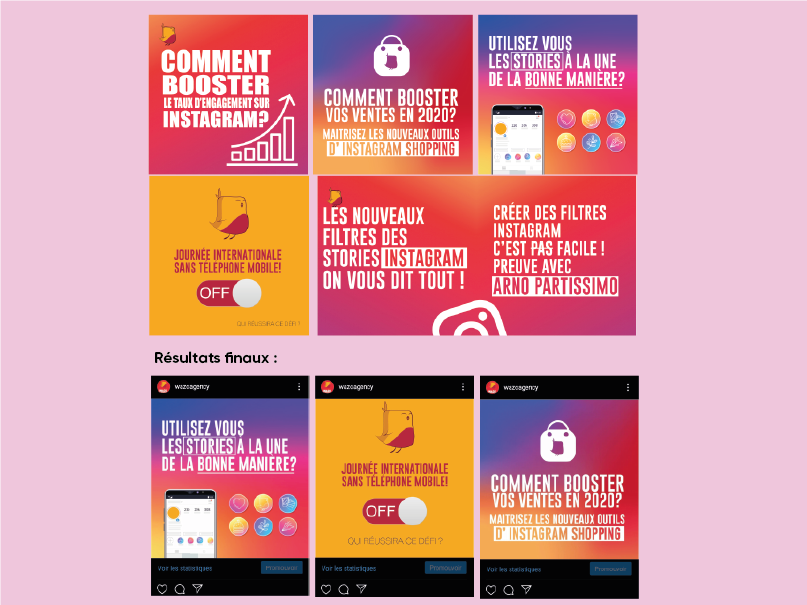 COMMENT
BOOSTER
LE TAUX D'ENGAGEMENT SUR
INSTAGRAM?
COMMENT BOOSTER
VOS VENTES EN 2020?
MAITRISEZ LES NOUVEAUX OUTILS
D' INSTAGRAM SHOPPING
UTILISEZ VOUS
LES STORIES À LA UNE
DE LA BONNE MANIÈRE?
JOURNÉE INTERNATIONALE
SANS TÉLÉPHONE MOBILE!
OFF
QUI RÉUSSIRA CE DÉFI ?
LES NOUVEAUX
FILTRES DES
STORIES INSTAGRAM
ON VOUS DIT TOUT !
CRÉER DES FILTRES
INSTAGRAM
C'EST PAS FACILE !
PREUVE AVEC
ARNO PARTISSIMO
Résultats finaux :
wazoagency
UTILISEZ VOUS
LES STORIES À LA UNE
DE LA BONNE MANIÈRE?
Voir les statistiques
Promouvoir
wazoagency
JOURNÉE INTERNATIONALE
SANS TÉLÉPHONE MOBILE!
OFF
QUI RÉUSSIRA CE DÉFI ?
Voir les statistiques
Promouvoir
wazoagency
COMMENT BOOSTER
VOS VENTES EN 2020?
MAITRISEZ LES NOUVEAUX OUTILS
D' INSTAGRAM SHOPPING
Voir les statistiques
Promouvoir